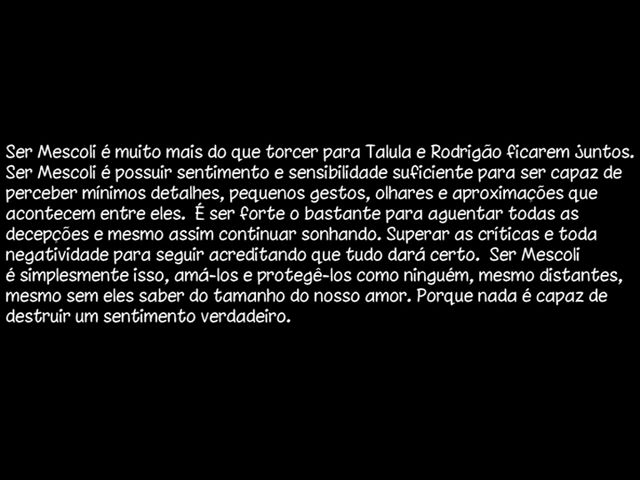 Ser Mescoli é muito mais do que torcer para Talula e Rodrigão ficarem juntos.
Ser Mescoli é possuir sentimento e sensibilidade suficiente para ser capaz de
perceber mínimos detalhes, pequenos gestos, olhares e aproximações que
acontecem entre eles.  É ser forte o bastante para aguentar todas as
decepções e mesmo assim continuar sonhando. Superar as críticas e toda
negatividade para seguir acreditando que tudo dará certo.  Ser Mescoli
é simplesmente isso, amá-los e protegê-los como ninguém, mesmo distantes,
mesmo sem eles saber do tamanho do nosso amor. Porque nada é capaz de
destruir um sentimento verdadeiro.